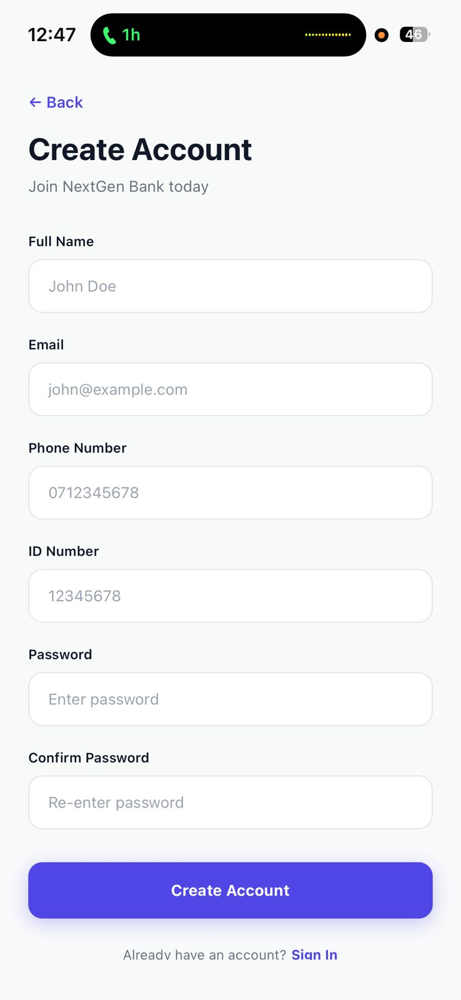 12:47
1h
46
← Back
Create Account
Join NextGen Bank today
Full Name
John Doe
Email
john@example.com
Phone Number
0712345678
ID Number
12345678
Password
Enter password
Confirm Password
Re-enter password
Create Account
Already have an account? Sign In